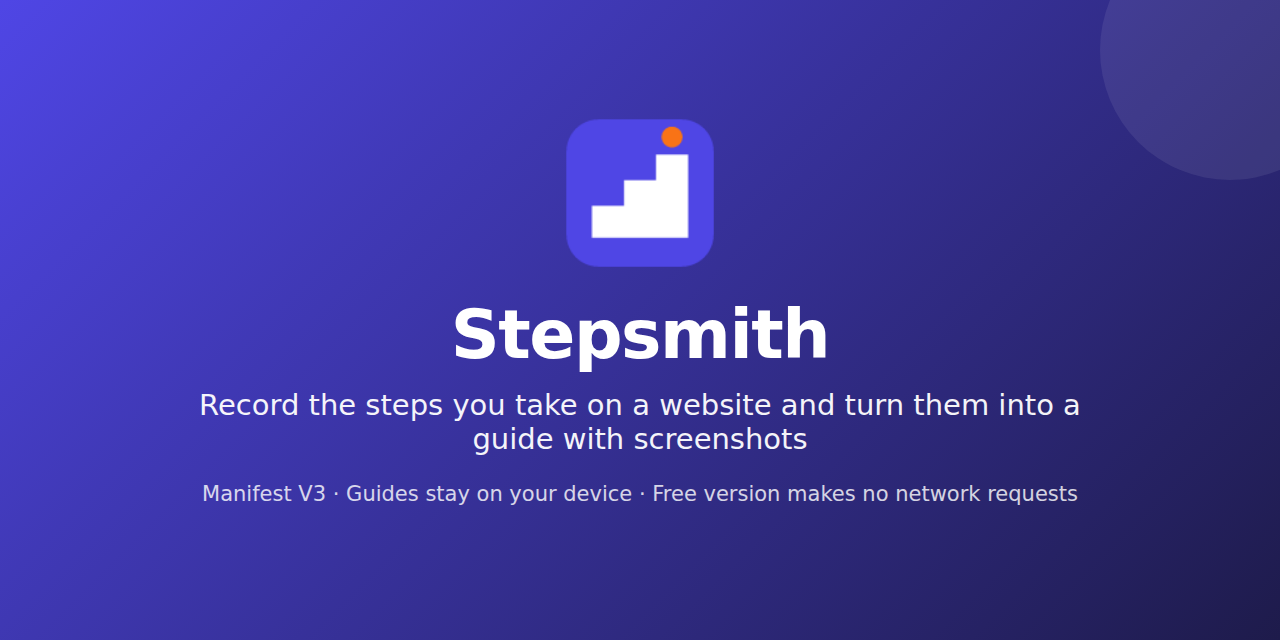 Stepsmith
Record the steps you take on a website and turn them into a
guide with screenshots
Manifest V3 · Guides stay on your device · Free version makes no network requests